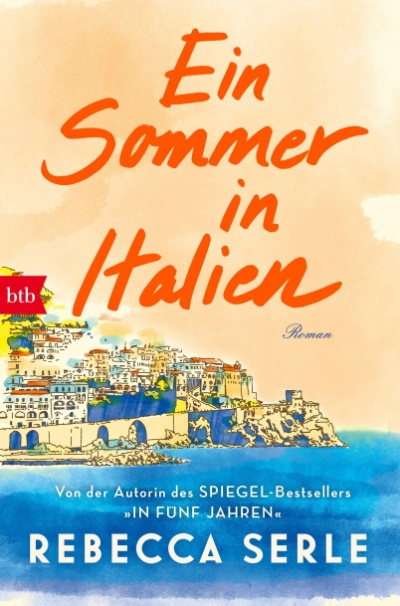 Ein
Sommer
in
Italien
btb
Roman
Von der Autorin des SPIEGEL-Bestsellers
»IN FÜNF JAHREN«
REBECCA SERLE